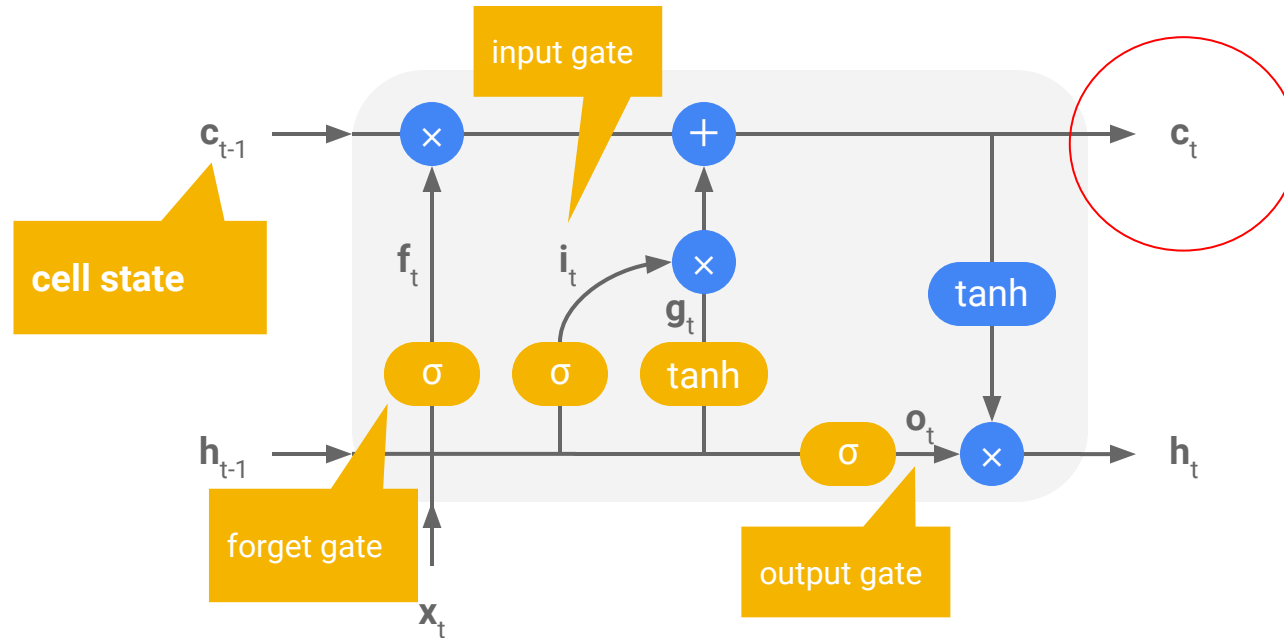 input gate
c_{t-1}
×
+
c_t
cell state
f_t
i_t
×
g_t
tanh
σ
σ
tanh
h_{t-1}
σ
o_t
×
h_t
forget gate
output gate
x_t